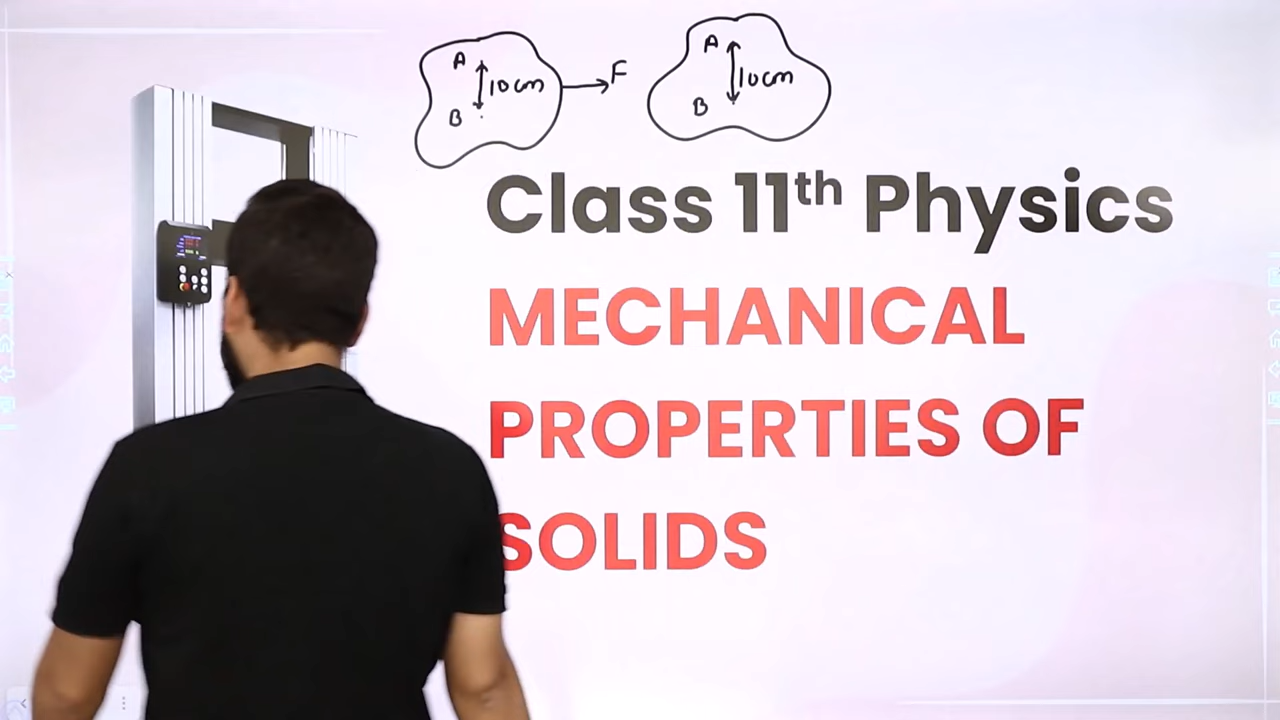 A
10cm
B
F
A
10cm
B
Class 11th Physics
MECHANICAL
PROPERTIES OF
SOLIDS